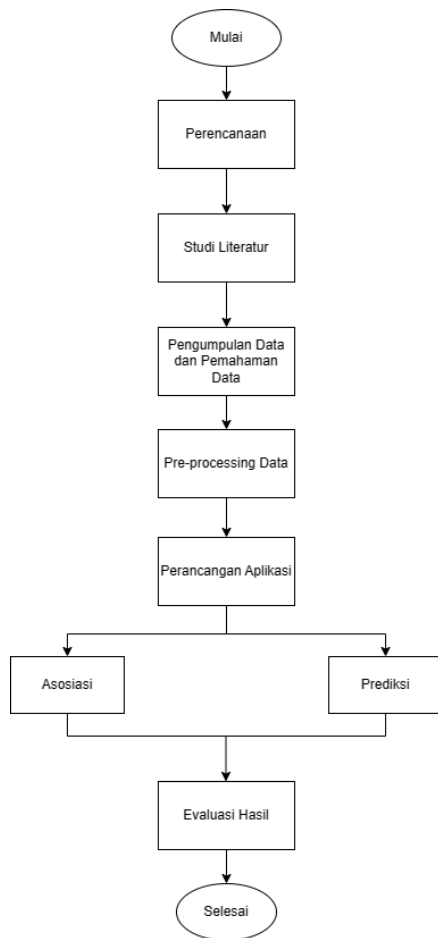 Mulai
Perencanaan
Studi Literatur
Pengumpulan Data
dan Pemahaman
Data
Pre-processing Data
Perancangan Aplikasi
Asosiasi
Prediksi
Evaluasi Hasil
Selesai